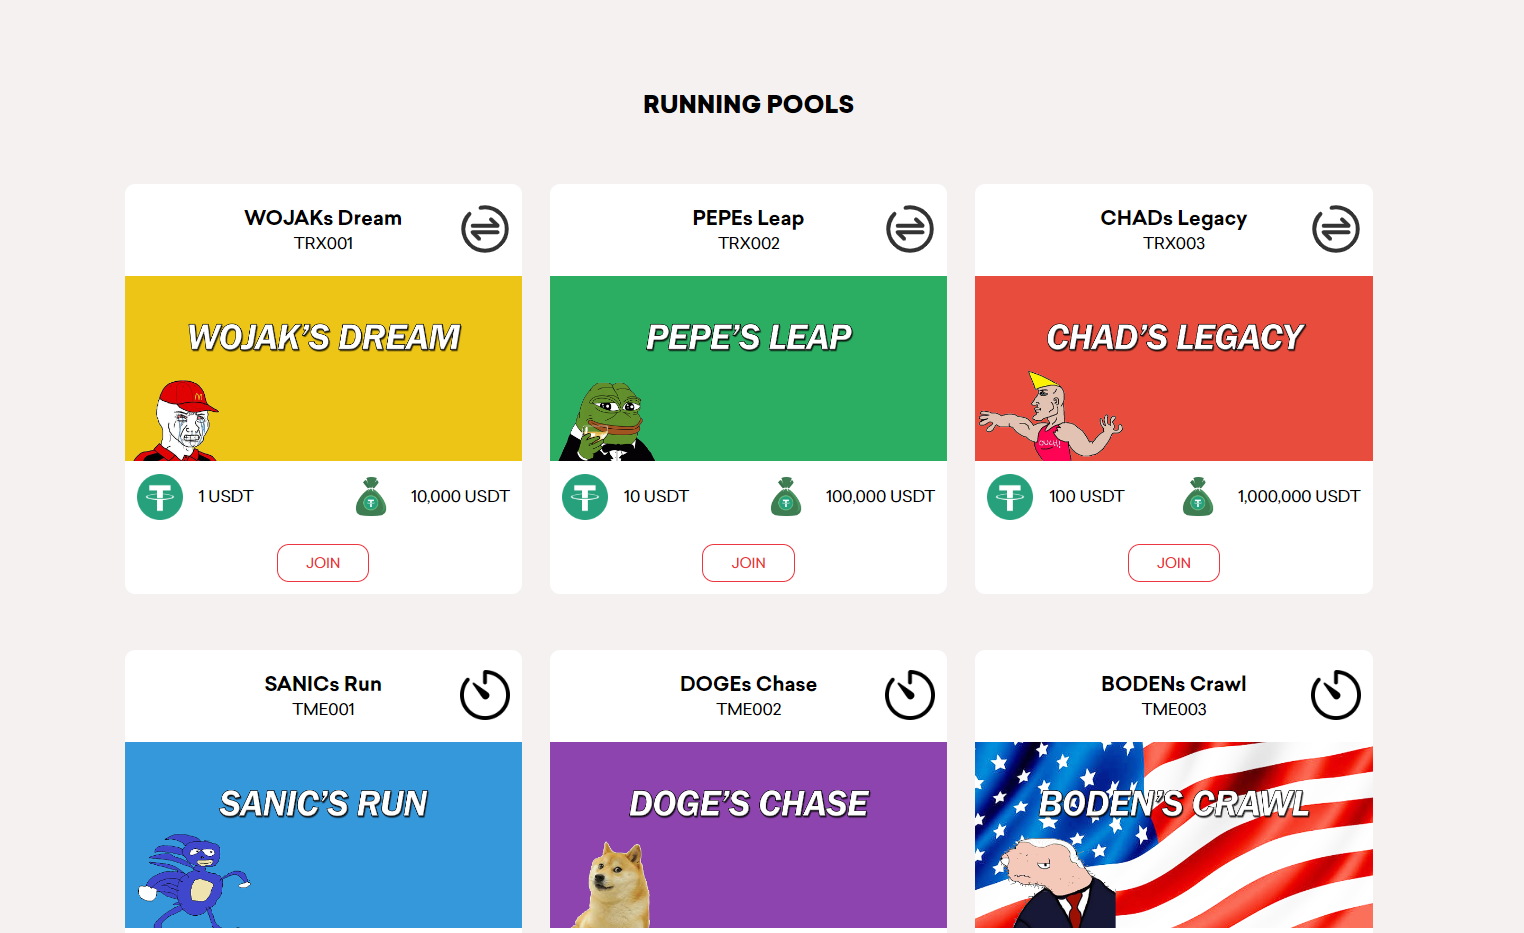 RUNNING POOLS
WOJAKs Dream
TRX001
WOJAK'S DREAM
1 USDT
10,000 USDT
JOIN
PEPEs Leap
TRX002
PEPE'S LEAP
10 USDT
100,000 USDT
JOIN
CHADs Legacy
TRX003
CHAD'S LEGACY
OUCH!
100 USDT
1,000,000 USDT
JOIN
SANICs Run
TME001
SANIC'S RUN
DOGEs Chase
TME002
DOGE'S CHASE
BODENs Crawl
TME003
BODEN'S CRAWL